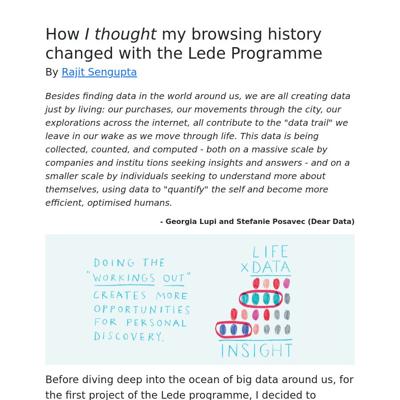 How I thought my browsing history
changed with the Lede Programme
By Rajit Sengupta
Besides finding data in the world around us, we are all creating data
just by living: our purchases, our movements through the city, our
explorations across the internet, all contribute to the "data trail" we
leave in our wake as we move through life. This data is being
collected, counted, and computed - both on a massive scale by
companies and institu tions seeking insights and answers - and on a
smaller scale by individuals seeking to understand more about
themselves, using data to "quantify" the self and become more
efficient, optimised humans.
- Georgia Lupi and Stefanie Posavec (Dear Data)
DOING THE
"WORKINGS OUT"
CREATES MORE
OPPORTUNITIES
FOR PERSONAL
DISCOVERY.
LIFE
xDATA
INSIGHT
Before diving deep into the ocean of big data around us, for
the first project of the Lede programme, I decided to